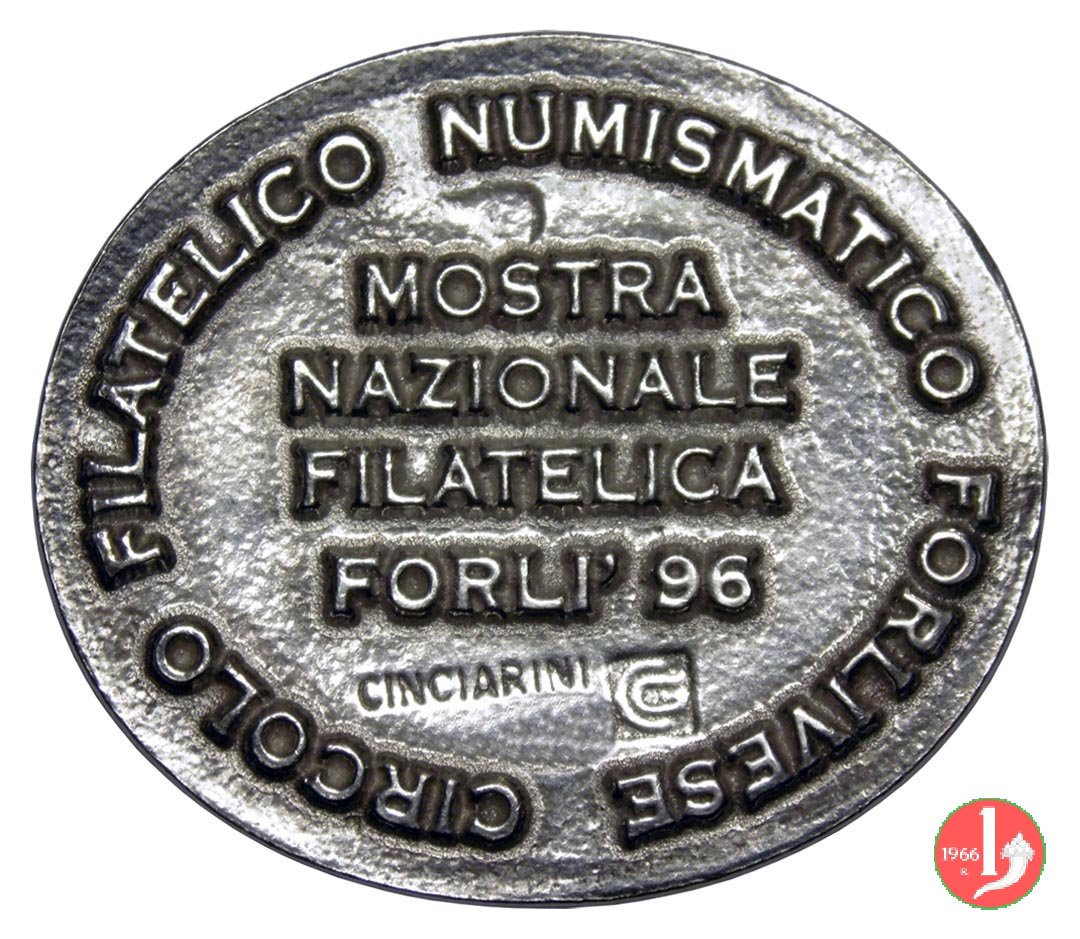 CIRCOLO FILATELICO NUMISMATICO FORLIVESE
MOSTRA
NAZIONALE
FILATELICA
FORLI' 96
CINCIARINI
1966
R.